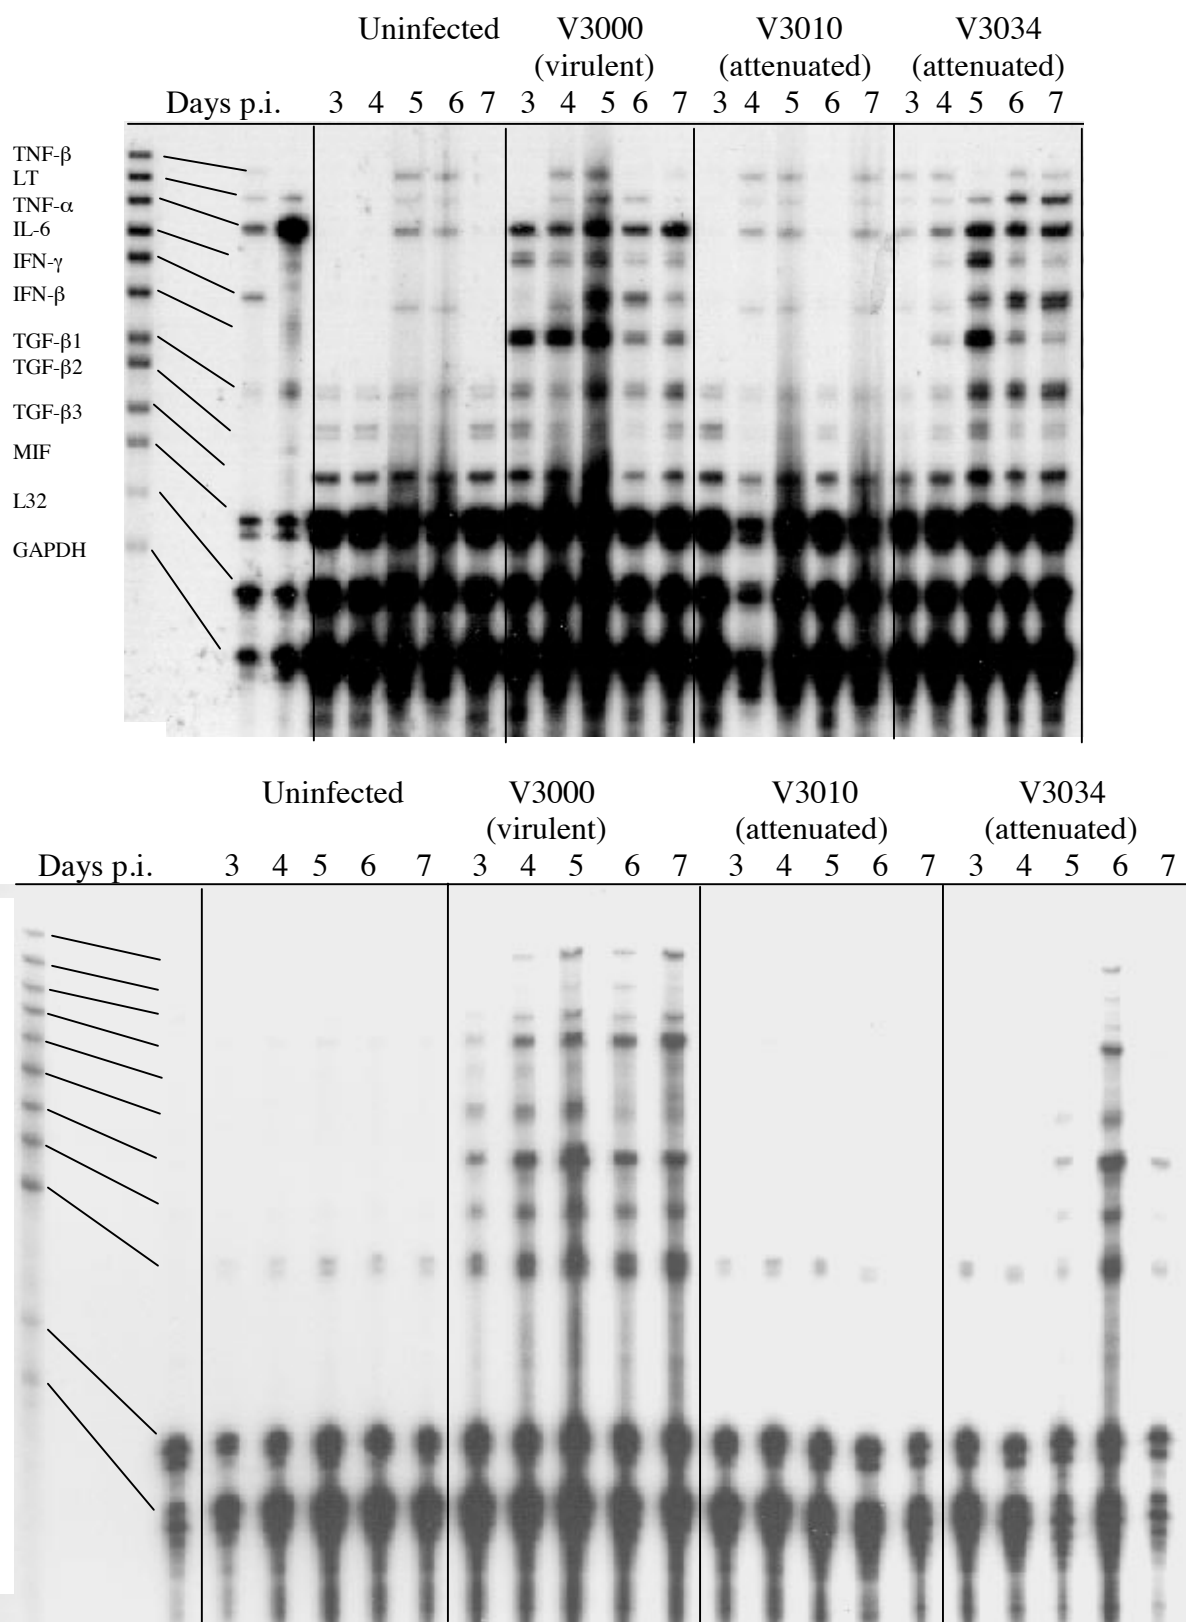 Uninfected V3000 V3010 V3034
(virulent) (attenuated) (attenuated)
Days p.i. 3 4 5 6 7 3 4 5 6 7 3 4 5 6 7 3 4 5 6 7
TNF-β
LT
TNF-α
IL-6
IFN-γ
IFN-β
TGF-β1
TGF-β2
TGF-β3
MIF
L32
GAPDH
Uninfected V3000 V3010 V3034
(virulent) (attenuated) (attenuated)
Days p.i. 3 4 5 6 7 3 4 5 6 7 3 4 5 6 7 3 4 5 6 7